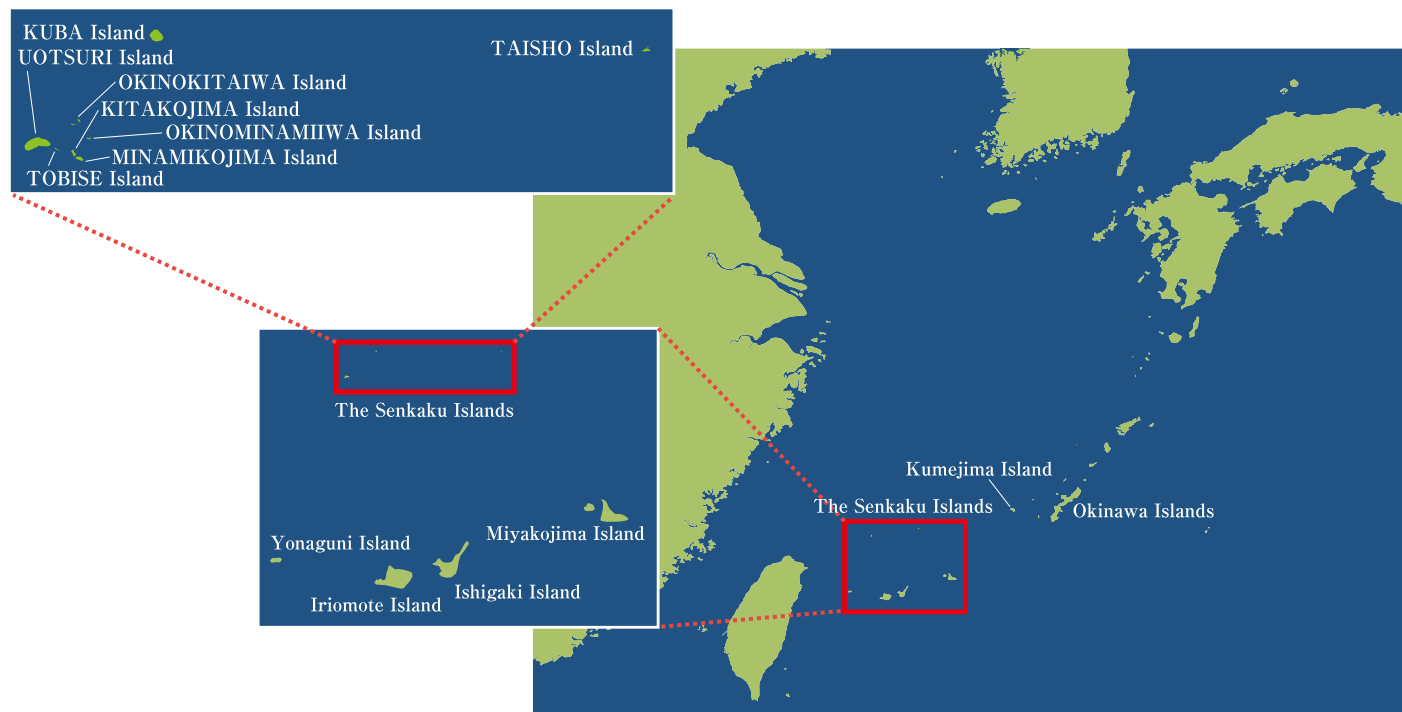 KUBA Island
TAISHO Island
UOTSURI Island
OKINOKITAIWA Island
KITAKOJIMA Island
OKINOMINAMIIWA Island
MINAMIKOJIMA Island
TOBISE Island
The Senkaku Islands
Miyakojima Island
Yonaguni Island
Ishigaki Island
Iriomote Island
Kumejima Island
The Senkaku Islands
Okinawa Islands